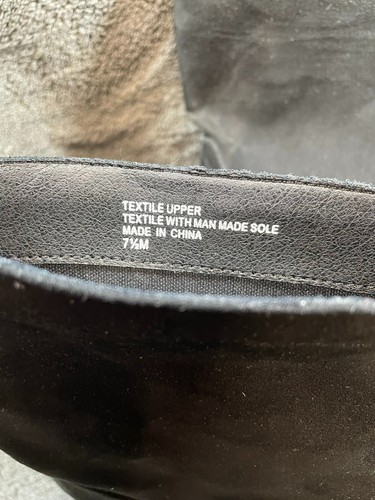 TEXTILE UPPER
TEXTILE WITH MAN MADE SOLE
MADE IN CHINA
7½M